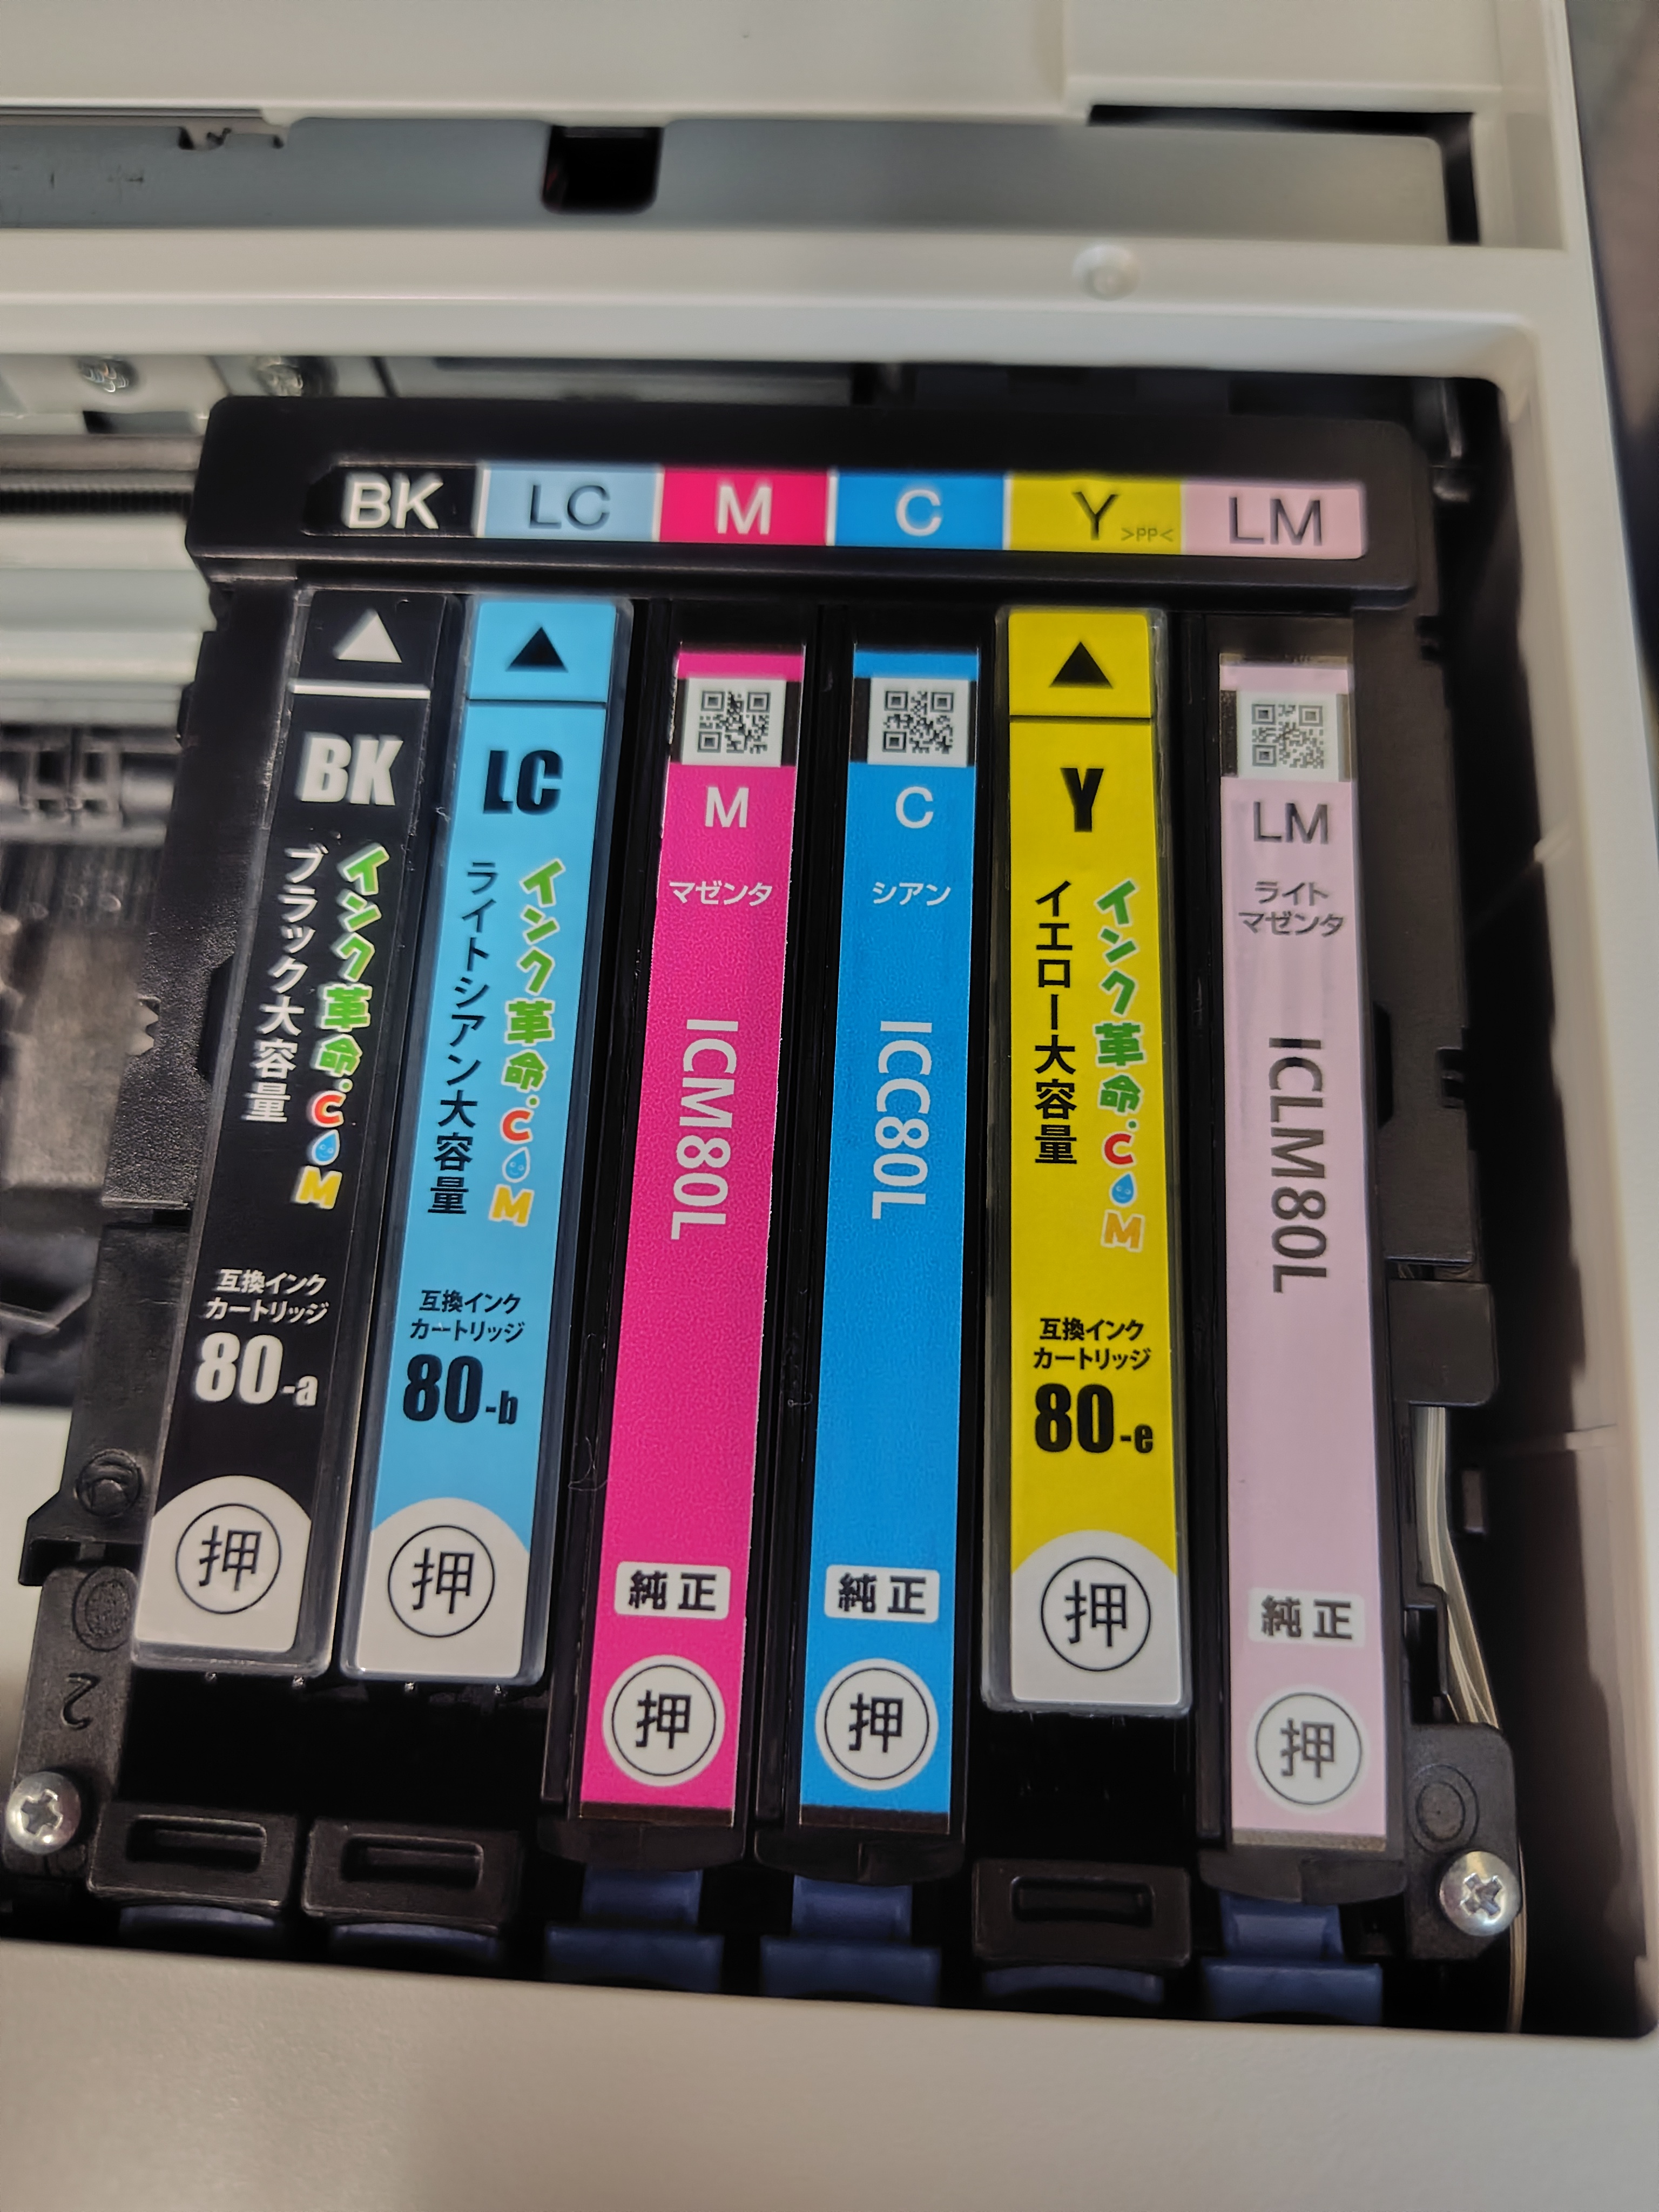 BK LC M C Y >PP< LM
BK
インク革命.COM
ブラック大容量
互換インク
カートリッジ
80-a
押
LC
インク革命.COM
ライトシアン大容量
互換インク
カートリッジ
80-b
押
M
マゼンタ
ICM80L
純正
押
C
シアン
ICC80L
純正
押
Y
インク革命.COM
イエロー大容量
互換インク
カートリッジ
80-e
押
LM
ライト
マゼンタ
ICLM80L
純正
押
2